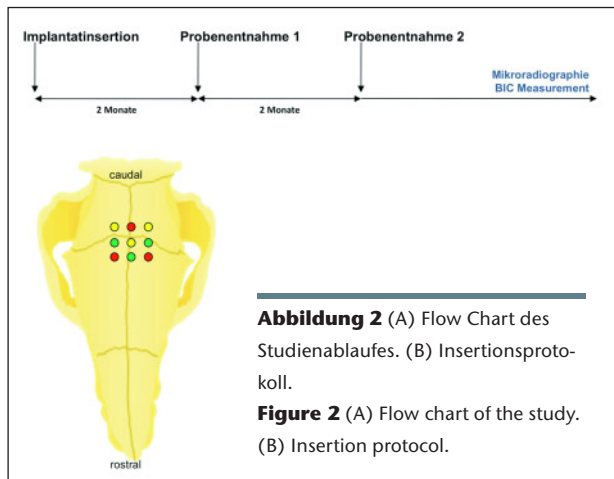 Implantatinsertion Probenentnahme 1 Probenentnahme 2
Mikroradiographie
BIC Measurement
2 Monate 2 Monate
caudal
rostral
Abbildung 2 (A) Flow Chart des
Studienablaufes. (B) Insertionsproto-
koll.
Figure 2 (A) Flow chart of the study.
(B) Insertion protocol.